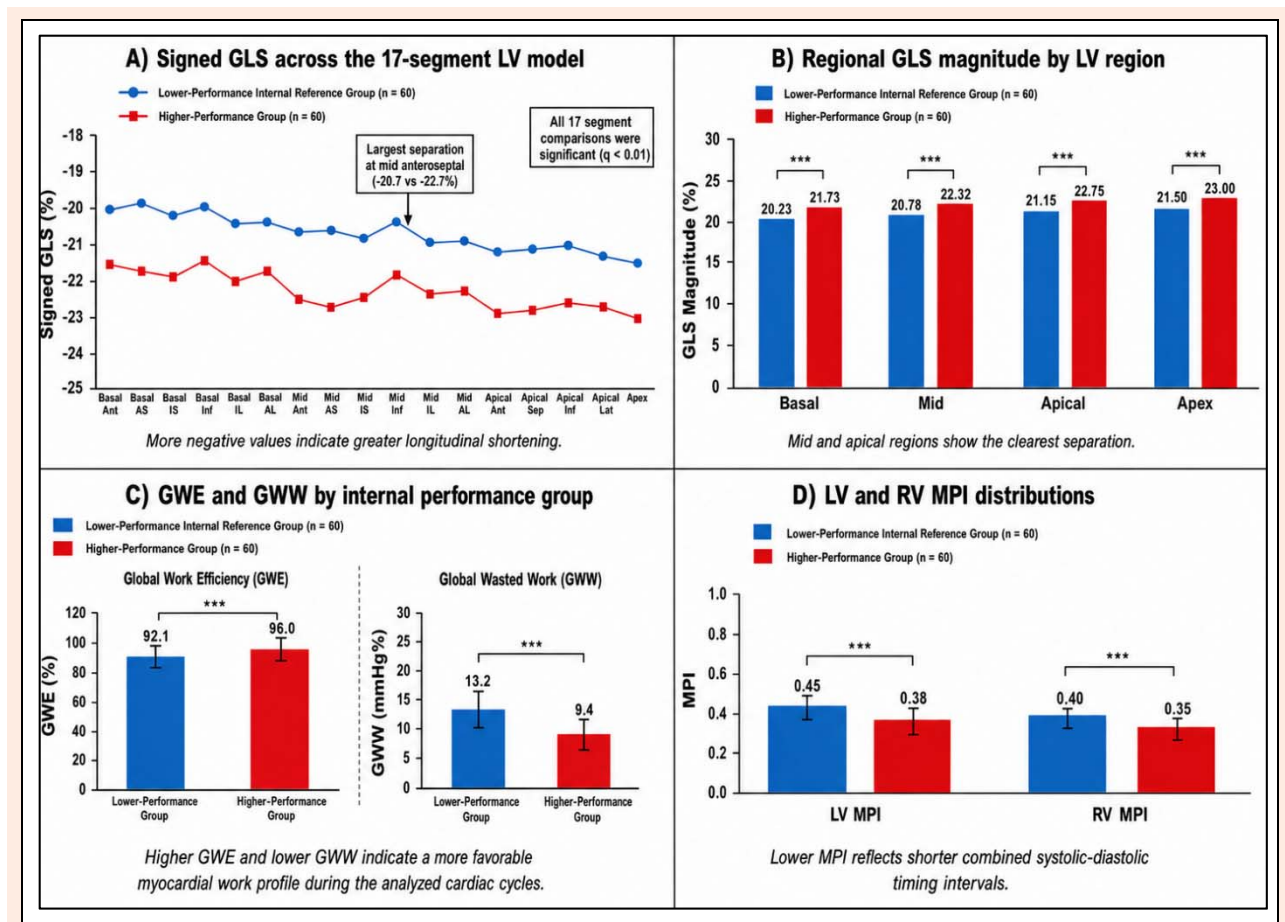 A) Signed GLS across the 17-segment LV model
Lower-Performance Internal Reference Group (n = 60)
Higher-Performance Group (n = 60)
Largest separation
at mid anteroseptal
(-20.7 vs -22.7%)
All 17 segment
comparisons were
significant (q < 0.01)
Signed GLS (%)
-18
-19
-20
-21
-22
-23
-24
-25
Basal Basal Basal Basal Basal Basal Mid Mid Mid Mid Mid Mid Apical Apical Apical Apical Apex
Ant AS IS Inf IL AL Ant AS IS Inf IL AL Ant Sep Inf Lat
More negative values indicate greater longitudinal shortening.
B) Regional GLS magnitude by LV region
Lower-Performance Internal Reference Group (n = 60)
Higher-Performance Group (n = 60)
GLS Magnitude (%)
30
25
20
15
10
5
0
*** *** *** ***
20.23 21.73 20.78 22.32 21.15 22.75 21.50 23.00
Basal Mid Apical Apex
Mid and apical regions show the clearest separation.
C) GWE and GWW by internal performance group
Lower-Performance Internal Reference Group (n = 60)
Higher-Performance Group (n = 60)
Global Work Efficiency (GWE)
GWE (%)
120
100
80
60
40
20
0
***
92.1 96.0
Lower-Performance Higher-Performance
Group Group
Global Wasted Work (GWW)
GWW (mmHg%)
30
25
20
15
10
5
0
***
13.2 9.4
Lower-Performance Higher-Performance
Group Group
Higher GWE and lower GWW indicate a more favorable
myocardial work profile during the analyzed cardiac cycles.
D) LV and RV MPI distributions
Lower-Performance Internal Reference Group (n = 60)
Higher-Performance Group (n = 60)
MPI
1.0
0.8
0.6
0.4
0.2
0.0
*** ***
0.45 0.38 0.40 0.35
LV MPI RV MPI
Lower MPI reflects shorter combined systolic-diastolic
timing intervals.